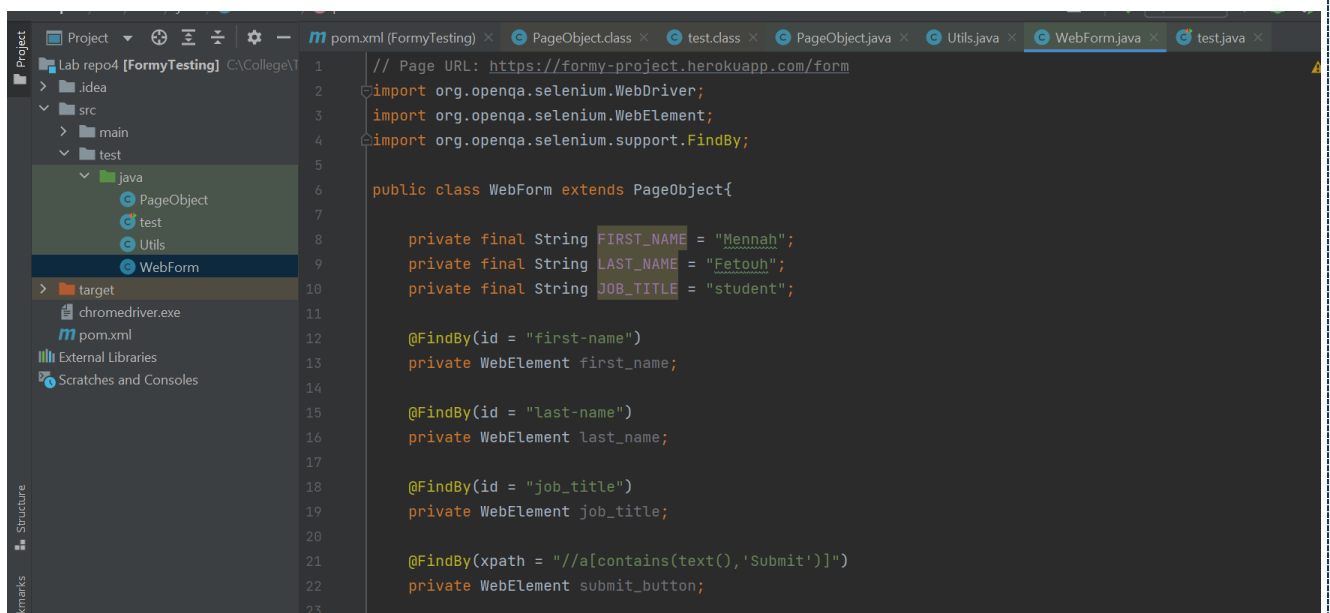 Project
Project
Lab repo4 [FormyTesting] C:\College\T
.idea
src
main
test
java
PageObject
test
Utils
WebForm
target
chromedriver.exe
pom.xml
External Libraries
Scratches and Consoles
Structure
pom.xml (FormyTesting) PageObject.class test.class PageObject.java Utils.java WebForm.java test.java
1 // Page URL: https://formy-project.herokuapp.com/form
2 import org.openqa.selenium.WebDriver;
3 import org.openqa.selenium.WebElement;
4 import org.openqa.selenium.support.FindBy;
5
6 public class WebForm extends PageObject{
7
8 private final String FIRST_NAME = "Mennah";
9 private final String LAST_NAME = "Fetouh";
10 private final String JOB_TITLE = "student";
11
12 @FindBy(id = "first-name")
13 private WebElement first_name;
14
15 @FindBy(id = "last-name")
16 private WebElement last_name;
17
18 @FindBy(id = "job_title")
19 private WebElement job_title;
20
21 @FindBy(xpath = "//a[contains(text(),'Submit')]")
22 private WebElement submit_button;
23